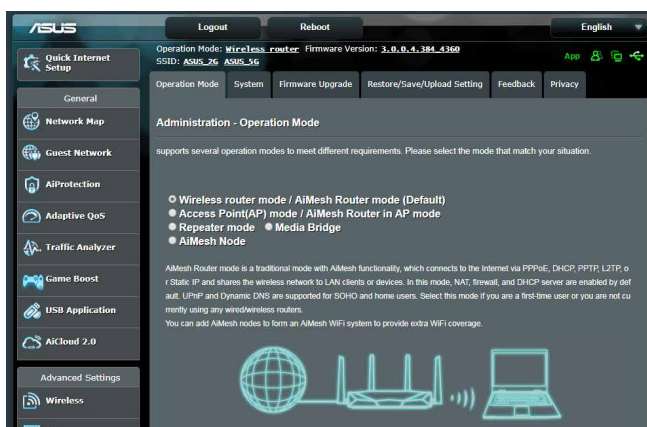 ASUS
Logout
Reboot
English
Quick Internet
Setup
General
Network Map
Guest Network
AiProtection
Adaptive QoS
Traffic Analyzer
Game Boost
USB Application
AiCloud 2.0
Advanced Settings
Wireless
Operation Mode: Wireless router Firmware Version: 3.0.0.4.384_4360
SSID: ASUS_2G ASUS_5G
App
Operation Mode System Firmware Upgrade Restore/Save/Upload Setting Feedback Privacy
Administration - Operation Mode
supports several operation modes to meet different requirements. Please select the mode that match your situation.
Wireless router mode / AiMesh Router mode (Default)
Access Point(AP) mode / AiMesh Router in AP mode
Repeater mode Media Bridge
AiMesh Node
AiMesh Router mode is a traditional mode with AiMesh functionality, which connects to the Internet via PPPoE, DHCP, PPTP, L2TP, o
r Static IP and shares the wireless network to LAN clients or devices. In this mode, NAT, firewall, and DHCP server are enabled by def
ault. UPnP and Dynamic DNS are supported for SOHO and home users. Select this mode if you are a first-time user or you are not cu
rrently using any wired/wireless routers.
You can add AiMesh nodes to form an AiMesh WiFi system to provide extra WiFi coverage.